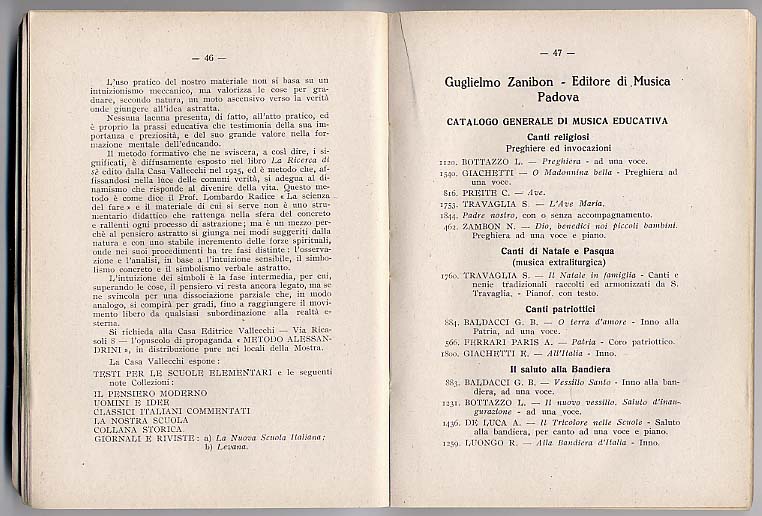 — 46 —
L'uso pratico del nostro materiale non si basa su un
intuizionismo meccanico, ma valorizza le cose per gra-
duare, secondo natura, un moto ascensivo verso la verità
onde giungere all'idea astratta.
Nessuna lacuna presenta, di fatto, all'atto pratico, ed
è proprio la prassi educativa che testimonia della sua im-
portanza e preziosità, e del suo grande valore nella for-
mazione mentale dell'educando.
Il metodo formativo che ne sviscera, a così dire, i si-
gnificati, è diffusamente esposto nel libro La Ricerca di
sè edito dalla Casa Vallecchi nel 1925, ed è metodo che, af-
fissandosi nella luce delle comuni verità, si adegua al di-
namismo che risponde al divenire della vita. Questo me-
todo è come dice il Prof. Lombardo Radice « La scienza
del fare » e il materiale di cui si serve non è uno stru-
mentario didattico che rattenga nella sfera del concreto
e rallenti ogni processo di astrazione; ma è un mezzo per-
chè al pensiero astratto si giunga nei modi suggeriti dalla
natura e con uno stabile incremento delle forze spirituali,
onde nei suoi procedimenti ha tre fasi distinte : l'osserva-
zione e l'analisi, in base a l'intuizione sensibile, il simbo-
lismo concreto e il simbolismo verbale astratto.
L'intuizione dei simboli è la fase intermedia, per cui,
superando le cose, il pensiero vi resta ancora legato, ma se
ne svincola per una dissociazione parziale che, in modo
analogo, si compirà per gradi, fino a raggiungere il movi-
mento libero da qualsiasi subordinazione alla realtà e-
sterna.
Si richieda alla Casa Editrice Vallecchi — Via Rica-
soli 8 — l'opuscolo di propaganda « METODO ALESSAN-
DRINI », in distribuzione pure nei locali della Mostra.
La Casa Vallecchi espone :
TESTI PER LE SCUOLE ELEMENTARI e le seguenti
note Collezioni :
IL PENSIERO MODERNO
UOMINI E IDEE
CLASSICI ITALIANI COMMENTATI
LA NOSTRA SCUOLA
COLLANA STORICA
GIORNALI E RIVISTE : a) La Nuova Scuola Italiana;
b) Levana.
— 47 —
Guglielmo Zanibon - Editore di Musica
Padova
CATALOGO GENERALE DI MUSICA EDUCATIVA
Canti religiosi
Preghiere ed invocazioni
1120. BOTTAZZO L. — Preghiera - ad una voce.
1540. GIACHETTI — O Madonnina bella - Preghiera ad
una voce.
816. PREITE C. — Ave.
1753. TRAVAGLIA S. — L'Ave Maria.
1844. Padre nostro, con o senza accompagnamento.
462. ZAMBON N. — Dio, benedici noi piccoli bambini.
Preghiera ad una voce e piano.
Canti di Natale e Pasqua
(musica extraliturgica)
1760. TRAVAGLIA S. — Il Natale in famiglia - Canti e
nenie tradizionali raccolti ed armonizzati da S.
Travaglia. - Pianof. con testo.
Canti patriottici
884. BALDACCI G. B. — O terra d'amore - Inno alla
Patria, ad una voce.
566. FERRARI PARIS A. — Patria - Coro patriottico.
1800. GIACHETTI E. — All'Italia - Inno.
Il saluto alla Bandiera
883. BALDACCI G. B. — Vessillo Santo - Inno alla ban-
diera, ad una voce.
1231. BOTTAZZO L. — Il nuovo vessillo. Saluto d'inau-
gurazione - ad una voce.
1436. DE LUCA A. — Il Tricolore nelle Scuole - Saluto
alla bandiera, per canto ad una voce e piano.
1259. LUONGO R. — Alla Bandiera d'Italia - Inno.